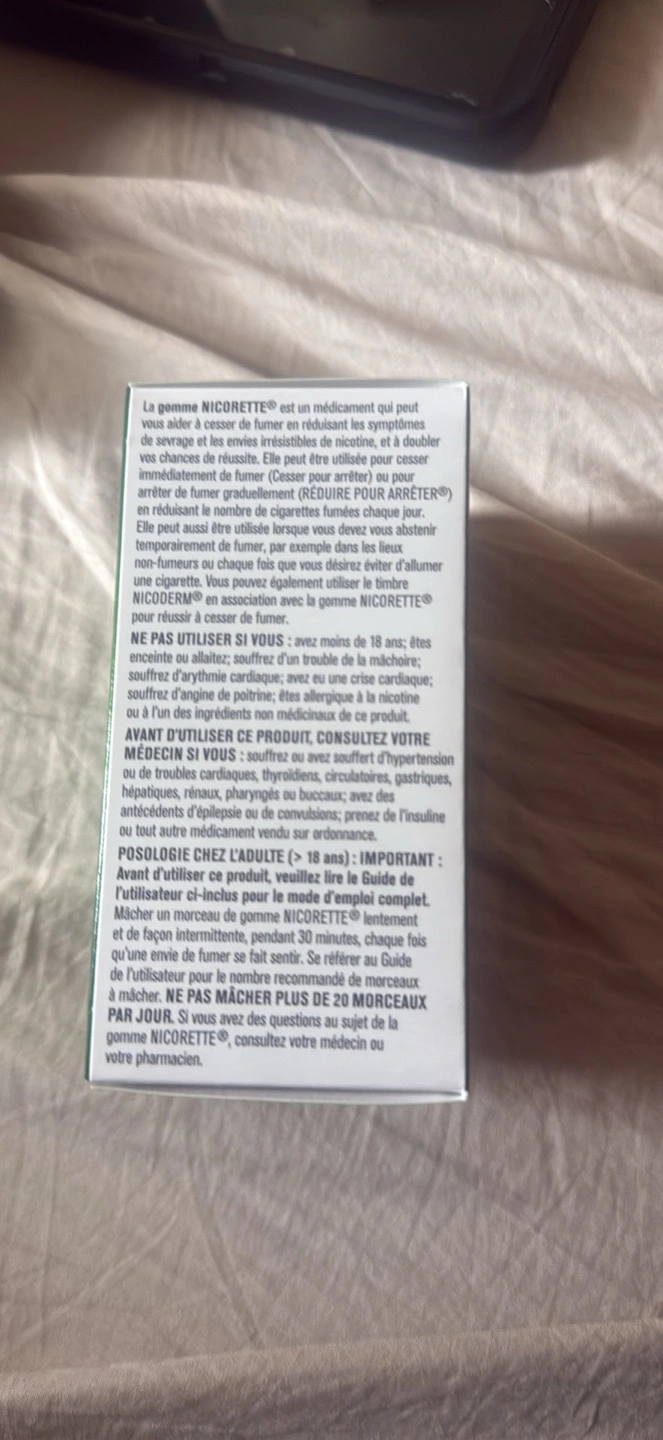 La gomme NICORETTE® est un médicament qui peut
vous aider à cesser de fumer en réduisant les symptômes
de sevrage et les envies irrésistibles de nicotine, et à doubler
vos chances de réussite. Elle peut être utilisée pour cesser
immédiatement de fumer (Cesser pour arrêter) ou pour
arrêter de fumer graduellement (RÉDUIRE POUR ARRÊTER®)
en réduisant le nombre de cigarettes fumées chaque jour.
Elle peut aussi être utilisée lorsque vous devez vous abstenir
temporairement de fumer, par exemple dans les lieux
non-fumeurs ou chaque fois que vous désirez éviter d'allumer
une cigarette. Vous pouvez également utiliser le timbre
NICODERM® en association avec la gomme NICORETTE®
pour réussir à cesser de fumer.
NE PAS UTILISER SI VOUS : avez moins de 18 ans; êtes
enceinte ou allaitez; souffrez d'un trouble de la mâchoire;
souffrez d'arythmie cardiaque; avez eu une crise cardiaque;
souffrez d'angine de poitrine; êtes allergique à la nicotine
ou à l'un des ingrédients non médicinaux de ce produit.
AVANT D'UTILISER CE PRODUIT, CONSULTEZ VOTRE
MÉDECIN SI VOUS : souffrez ou avez souffert d'hypertension
ou de troubles cardiaques, thyroïdiens, circulatoires, gastriques,
hépatiques, rénaux, pharyngés ou buccaux; avez des
antécédents d'épilepsie ou de convulsions; prenez de l'insuline
ou tout autre médicament vendu sur ordonnance.
POSOLOGIE CHEZ L'ADULTE (> 18 ans) : IMPORTANT :
Avant d'utiliser ce produit, veuillez lire le Guide de
l'utilisateur ci-inclus pour le mode d'emploi complet.
Mâcher un morceau de gomme NICORETTE® lentement
et de façon intermittente, pendant 30 minutes, chaque fois
qu'une envie de fumer se fait sentir. Se référer au Guide
de l'utilisateur pour le nombre recommandé de morceaux
à mâcher. NE PAS MÂCHER PLUS DE 20 MORCEAUX
PAR JOUR. Si vous avez des questions au sujet de la
gomme NICORETTE®, consultez votre médecin ou
votre pharmacien.